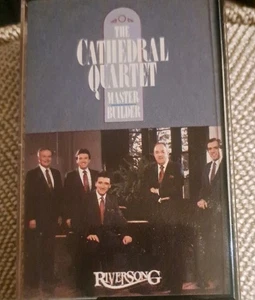 THE
CATHEDRAL
QUARTET
MASTER
BUILDER
RIVERSONG